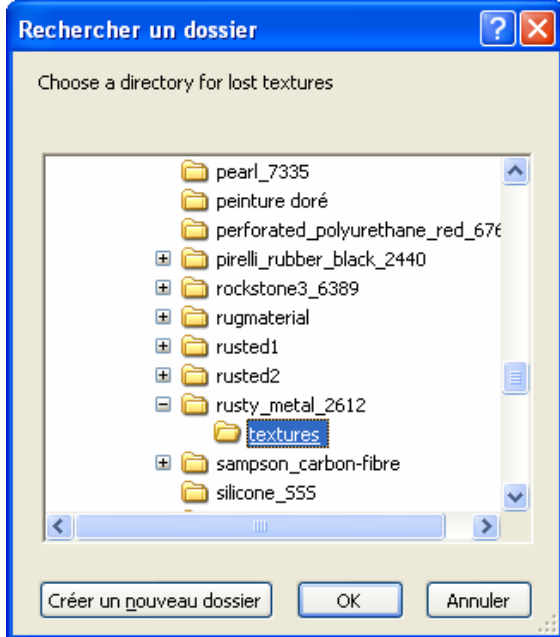 Rechercher un dossier
Choose a directory for lost textures
pearl_7335
peinture doré
perforated_polyurethane_red_676
pirelli_rubber_black_2440
rockstone3_6389
rugmaterial
rusted1
rusted2
rusty_metal_2612
textures
sampson_carbon-fibre
silicone_555
Créer un nouveau dossier OK Annuler